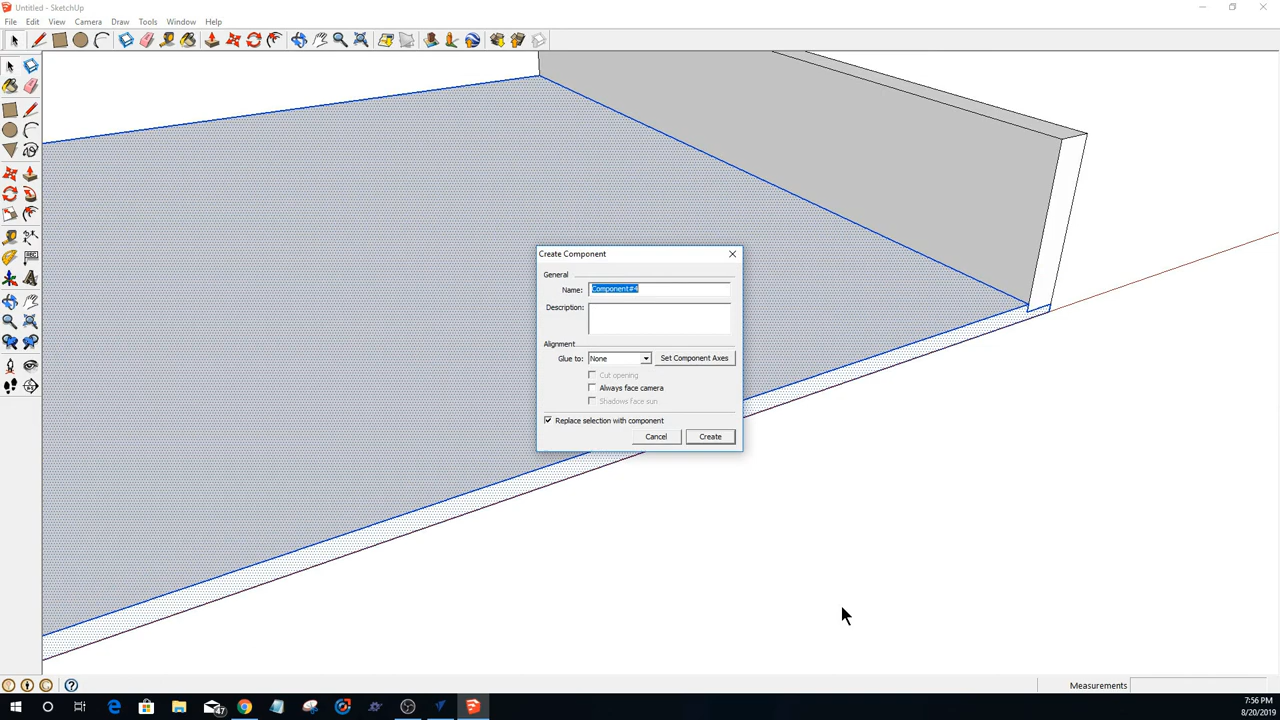 Untitled - SketchUp
File Edit View Camera Draw Tools Window Help
Create Component
General
Name: Component#4
Description:
Alignment
Glue to: None Set Component Axes
Cut opening
Always face camera
Shadows face sun
Replace selection with component
Cancel Create
Measurements
47
7:56 PM
8/20/2019